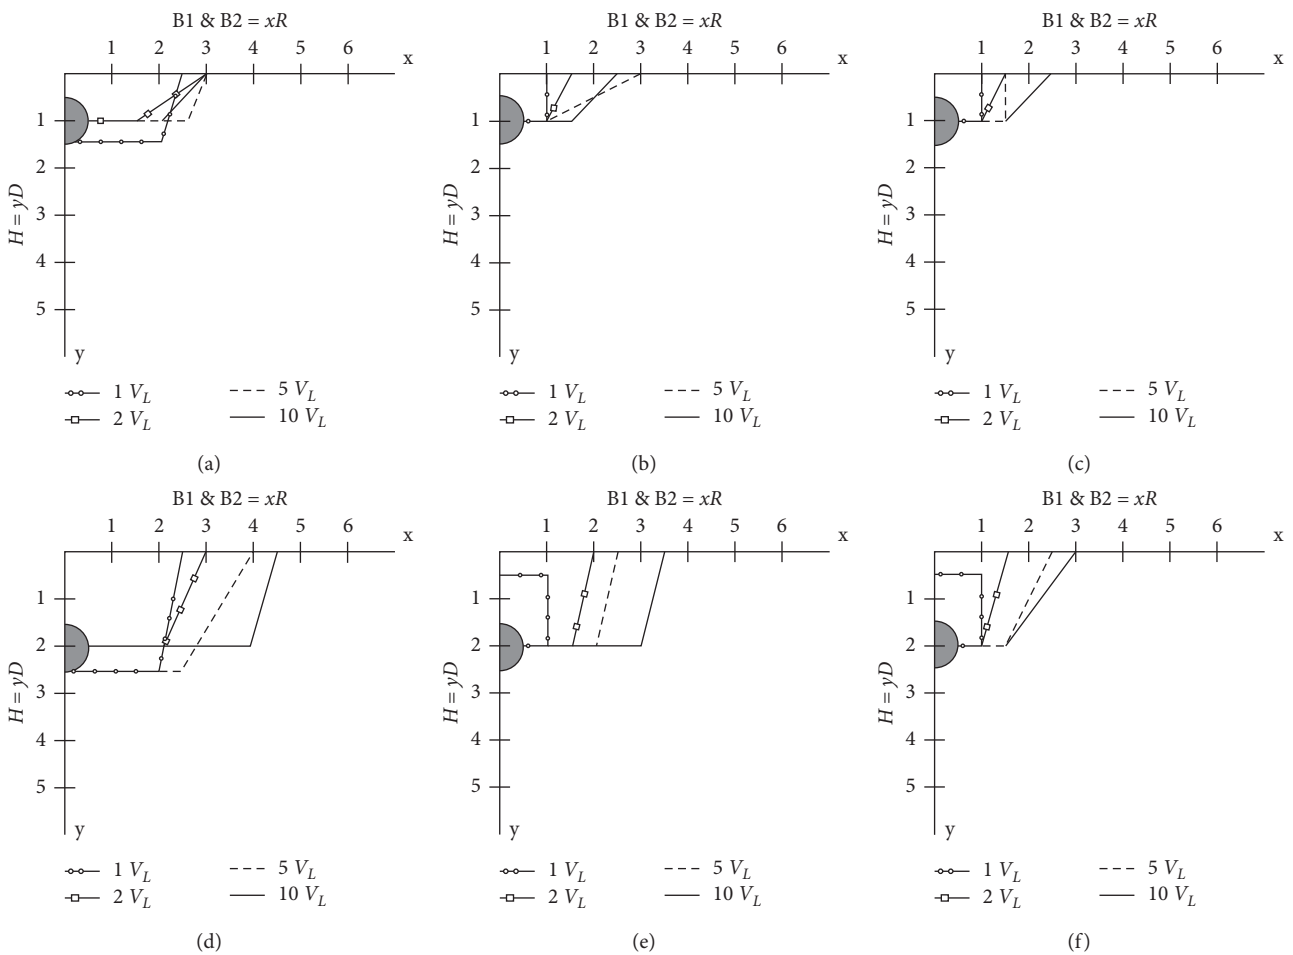 B1 & B2 = xR
1 2 3 4 5 6 x
1
2
3
4
5
y
H = yD
1 V_L
2 V_L
5 V_L
10 V_L
(a)
B1 & B2 = xR
1 2 3 4 5 6 x
1
2
3
4
5
y
H = yD
1 V_L
2 V_L
5 V_L
10 V_L
(b)
B1 & B2 = xR
1 2 3 4 5 6 x
1
2
3
4
5
y
H = yD
1 V_L
2 V_L
5 V_L
10 V_L
(c)
B1 & B2 = xR
1 2 3 4 5 6 x
1
2
3
4
5
y
H = yD
1 V_L
2 V_L
5 V_L
10 V_L
(d)
B1 & B2 = xR
1 2 3 4 5 6 x
1
2
3
4
5
y
H = yD
1 V_L
2 V_L
5 V_L
10 V_L
(e)
B1 & B2 = xR
1 2 3 4 5 6 x
1
2
3
4
5
y
H = yD
1 V_L
2 V_L
5 V_L
10 V_L
(f)